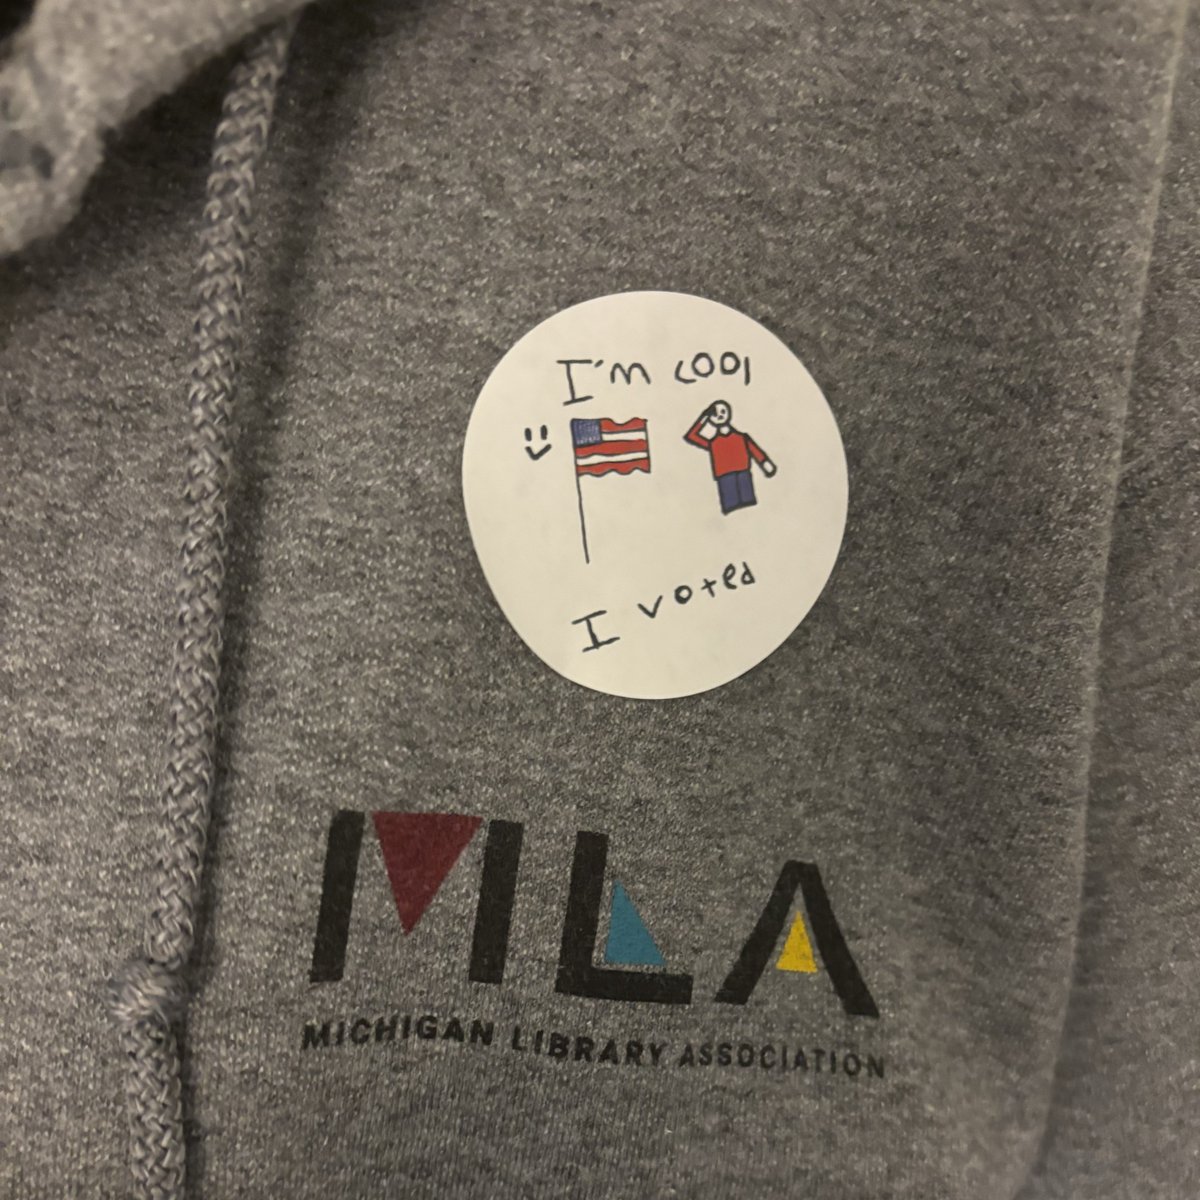 I'm cool
I voted
MLA
MICHIGAN LIBRARY ASSOCIATION